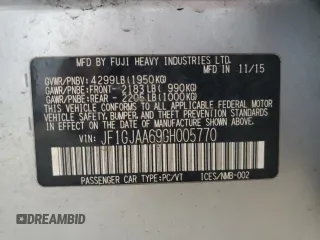 MFD BY FUJI HEAVY INDUSTRIES LTD.
MFD IN 11/15
GVWR/PNBV: 4299LB(1950KG)
GAWR/PNBE:FRONT- 2183LB( 990KG)
GAWR/PNBE:REAR - 2205LB(1000KG)
THIS VEHICLE CONFORMS TO ALL APPLICABLE
FEDERAL MOTOR VEHICLE SAFETY, BUMPER,
AND THEFT PREVENTION STANDARDS IN EFFECT ON
THE DATE OF MANUFACTURE SHOWN ABOVE.
VIN: JF1GJAA69GH005770
PASSENGER CAR TYPE:PC/VT ICES/NMB-002
bid.cars